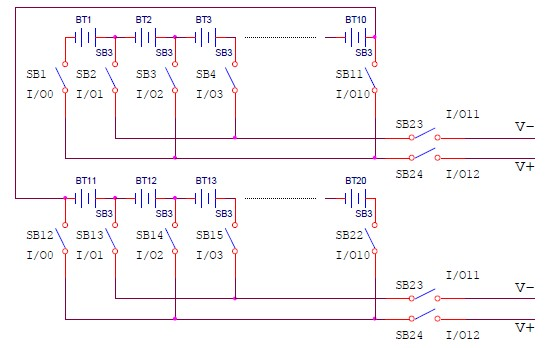 BT1 BT2 BT3 BT10
SB3 SB3 SB3 SB3
SB1 SB2 SB3 SB4 SB11
I/O0 I/O1 I/O2 I/O3 I/O10
SB23 I/O11
V-
V+
SB24 I/O12
BT11 BT12 BT13 BT20
SB3 SB3 SB3 SB3
SB12 SB13 SB14 SB15 SB22
I/O0 I/O1 I/O2 I/O3 I/O10
SB23 I/O11
V-
V+
SB24 I/O12